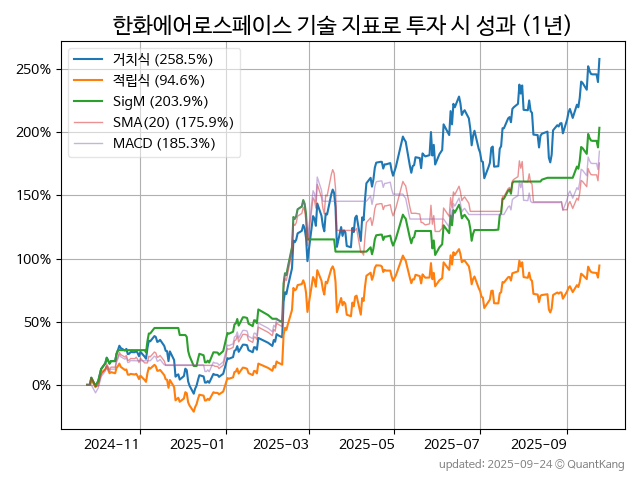 한화에어로스페이스 기술 지표로 투자 시 성과 (1년)
거치식 (258.5%)
적립식 (94.6%)
SigM (203.9%)
SMA(20) (175.9%)
MACD (185.3%)
250%
200%
150%
100%
50%
0%
2024-11
2025-01
2025-03
2025-05
2025-07
2025-09
updated: 2025-09-24 © QuantKang